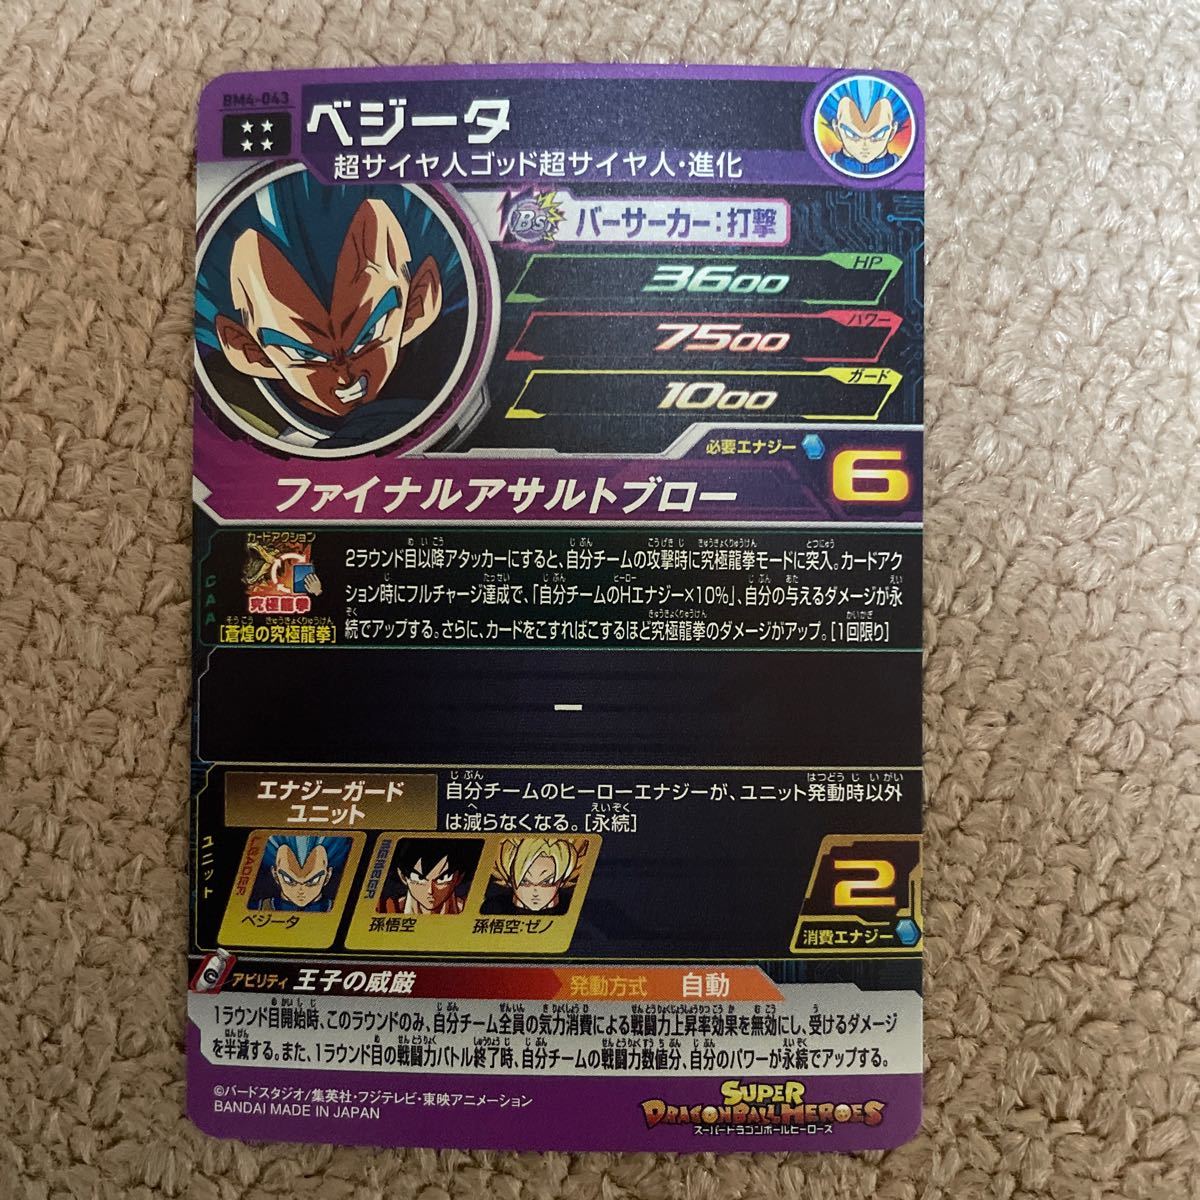 BM4-043
ベジータ
超サイヤ人ゴッド超サイヤ人・進化
Bs バーサーカー:打撃
HP
3600
パワー
7500
ガード
1000
必要エナジー 6
ファイナルアサルトブロー
CAA
カードアクション
究極龍拳
[蒼煌の究極龍拳]
2ラウンド目以降アタッカーにすると、自分チームの攻撃時に究極龍拳モードに突入。カードアク
ション時にフルチャージ達成で、「自分チームのHエナジー×10%」、自分の与えるダメージが永
続でアップする。さらに、カードをこすればこするほど究極龍拳のダメージがアップ。[1回限り]
ー
ユニット
エナジーガード
ユニット
自分チームのヒーローエナジーが、ユニット発動時以外
は減らなくなる。[永続]
LEADER
ベジータ
MEMBER
孫悟空
孫悟空:ゼノ
2
消費エナジー
アビリティ 王子の威厳 発動方式 自動
1ラウンド目開始時、このラウンドのみ、自分チーム全員の気力消費による戦闘力上昇率効果を無効にし、受けるダメージ
を半減する。また、1ラウンド目の戦闘力バトル終了時、自分チームの戦闘力数値分、自分のパワーが永続でアップする。
©バードスタジオ/集英社・フジテレビ・東映アニメーション
BANDAI MADE IN JAPAN
SUPER
DRAGONBALL HEROES
スーパードラゴンボールヒーローズ